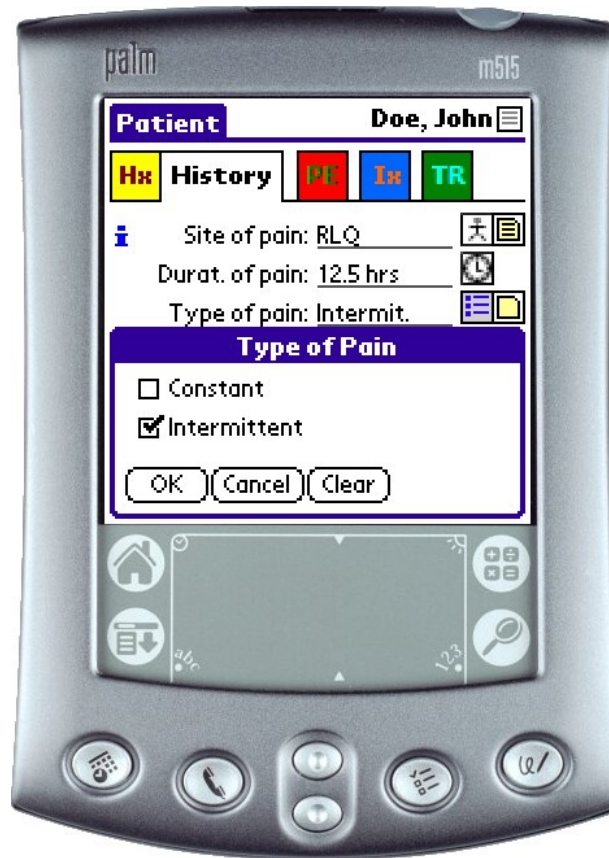 palm
m515
Patient
Doe, John
Hx History PE Ix TR
Site of pain: RLQ
Durat. of pain: 12.5 hrs
Type of pain: Intermit.
Type of Pain
Constant
Intermittent
OK Cancel Clear
abc
123